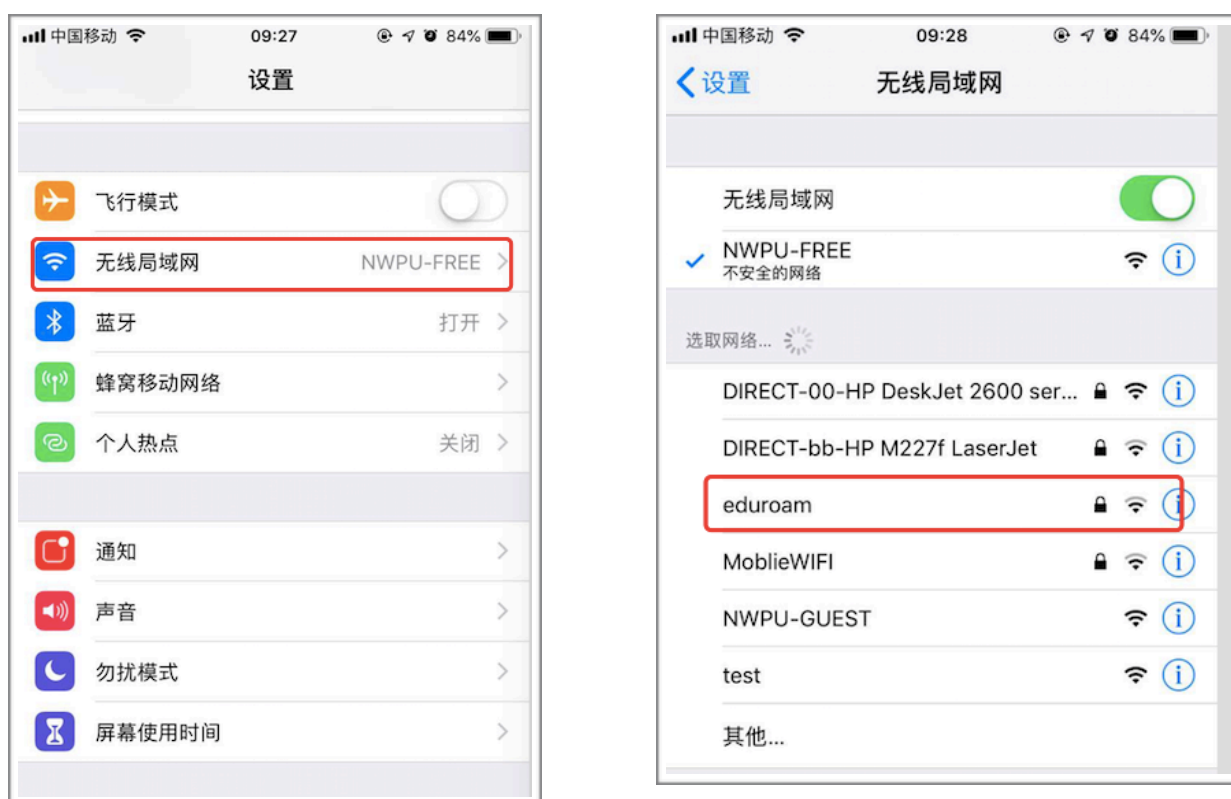 中国移动 09:27 84%
设置
飞行模式
无线局域网 NWPU-FREE
蓝牙 打开
蜂窝移动网络
个人热点 关闭
通知
声音
勿扰模式
屏幕使用时间
中国移动 09:28 84%
设置 无线局域网
无线局域网
NWPU-FREE
不安全的网络
选取网络...
DIRECT-00-HP DeskJet 2600 ser...
DIRECT-bb-HP M227f LaserJet
eduroam
MoblieWIFI
NWPU-GUEST
test
其他...